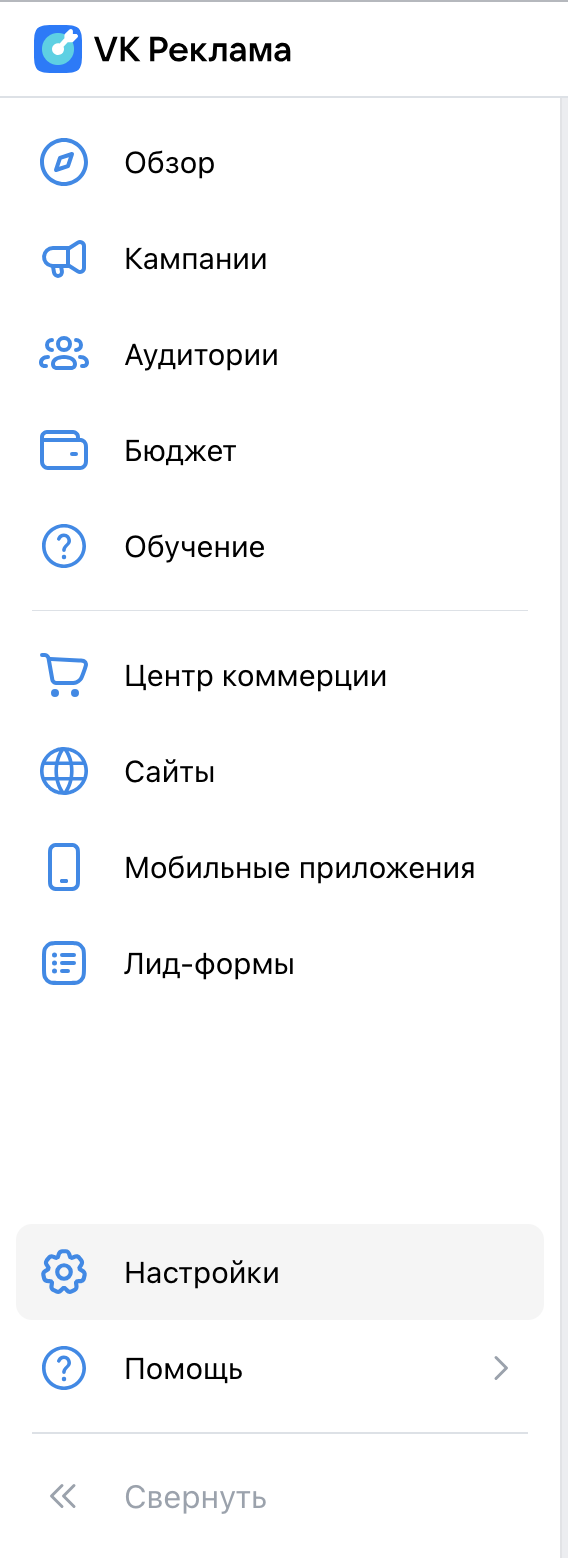 VK Реклама
Обзор
Кампании
Аудитории
Бюджет
Обучение
Центр коммерции
Сайты
Мобильные приложения
Лид-формы
Настройки
Помощь
Свернуть